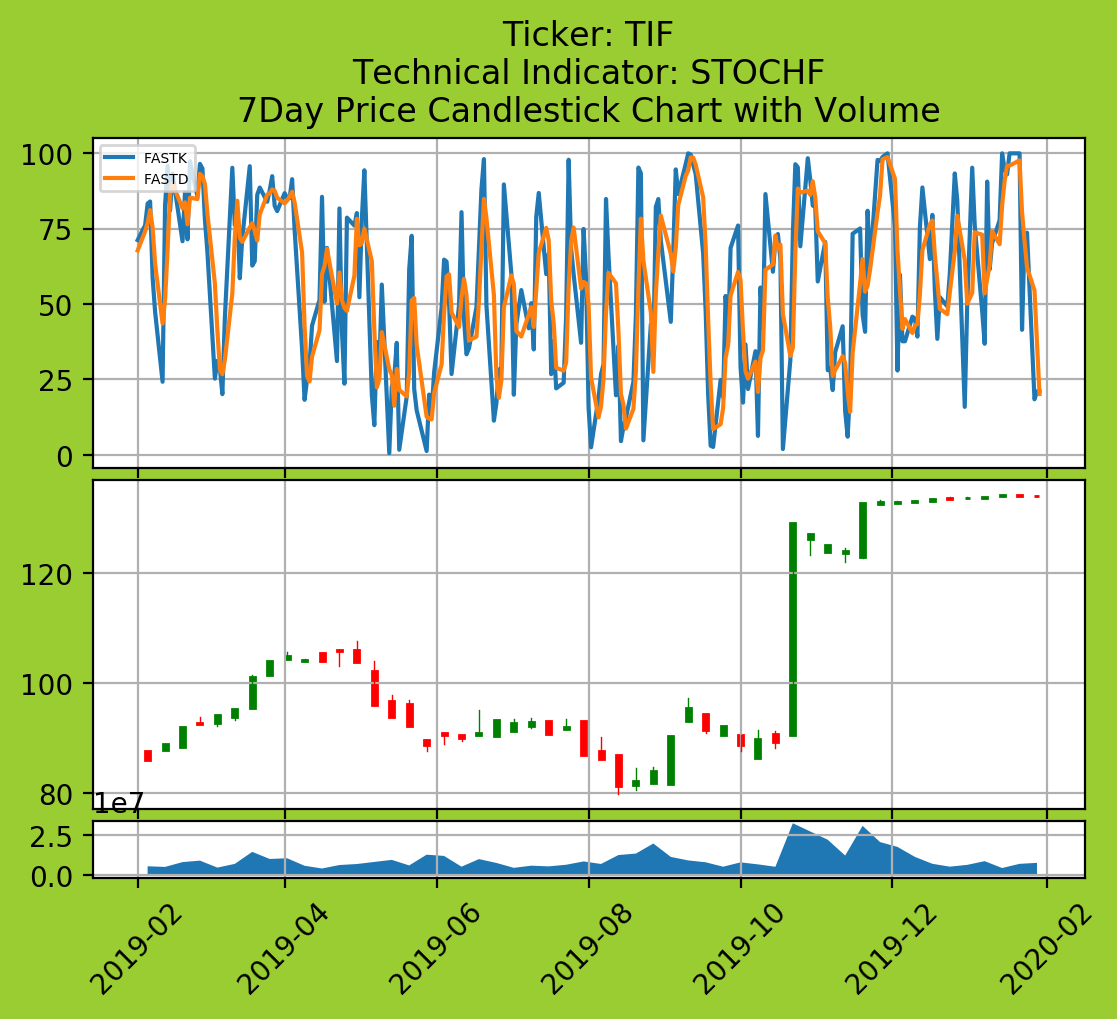 Ticker: TIF
Technical Indicator: STOCHF
7Day Price Candlestick Chart with Volume
100
75
50
25
0
FASTK
FASTD
120
100
80
1e7
2.5
0.0
2019-02
2019-04
2019-06
2019-08
2019-10
2019-12
2020-02